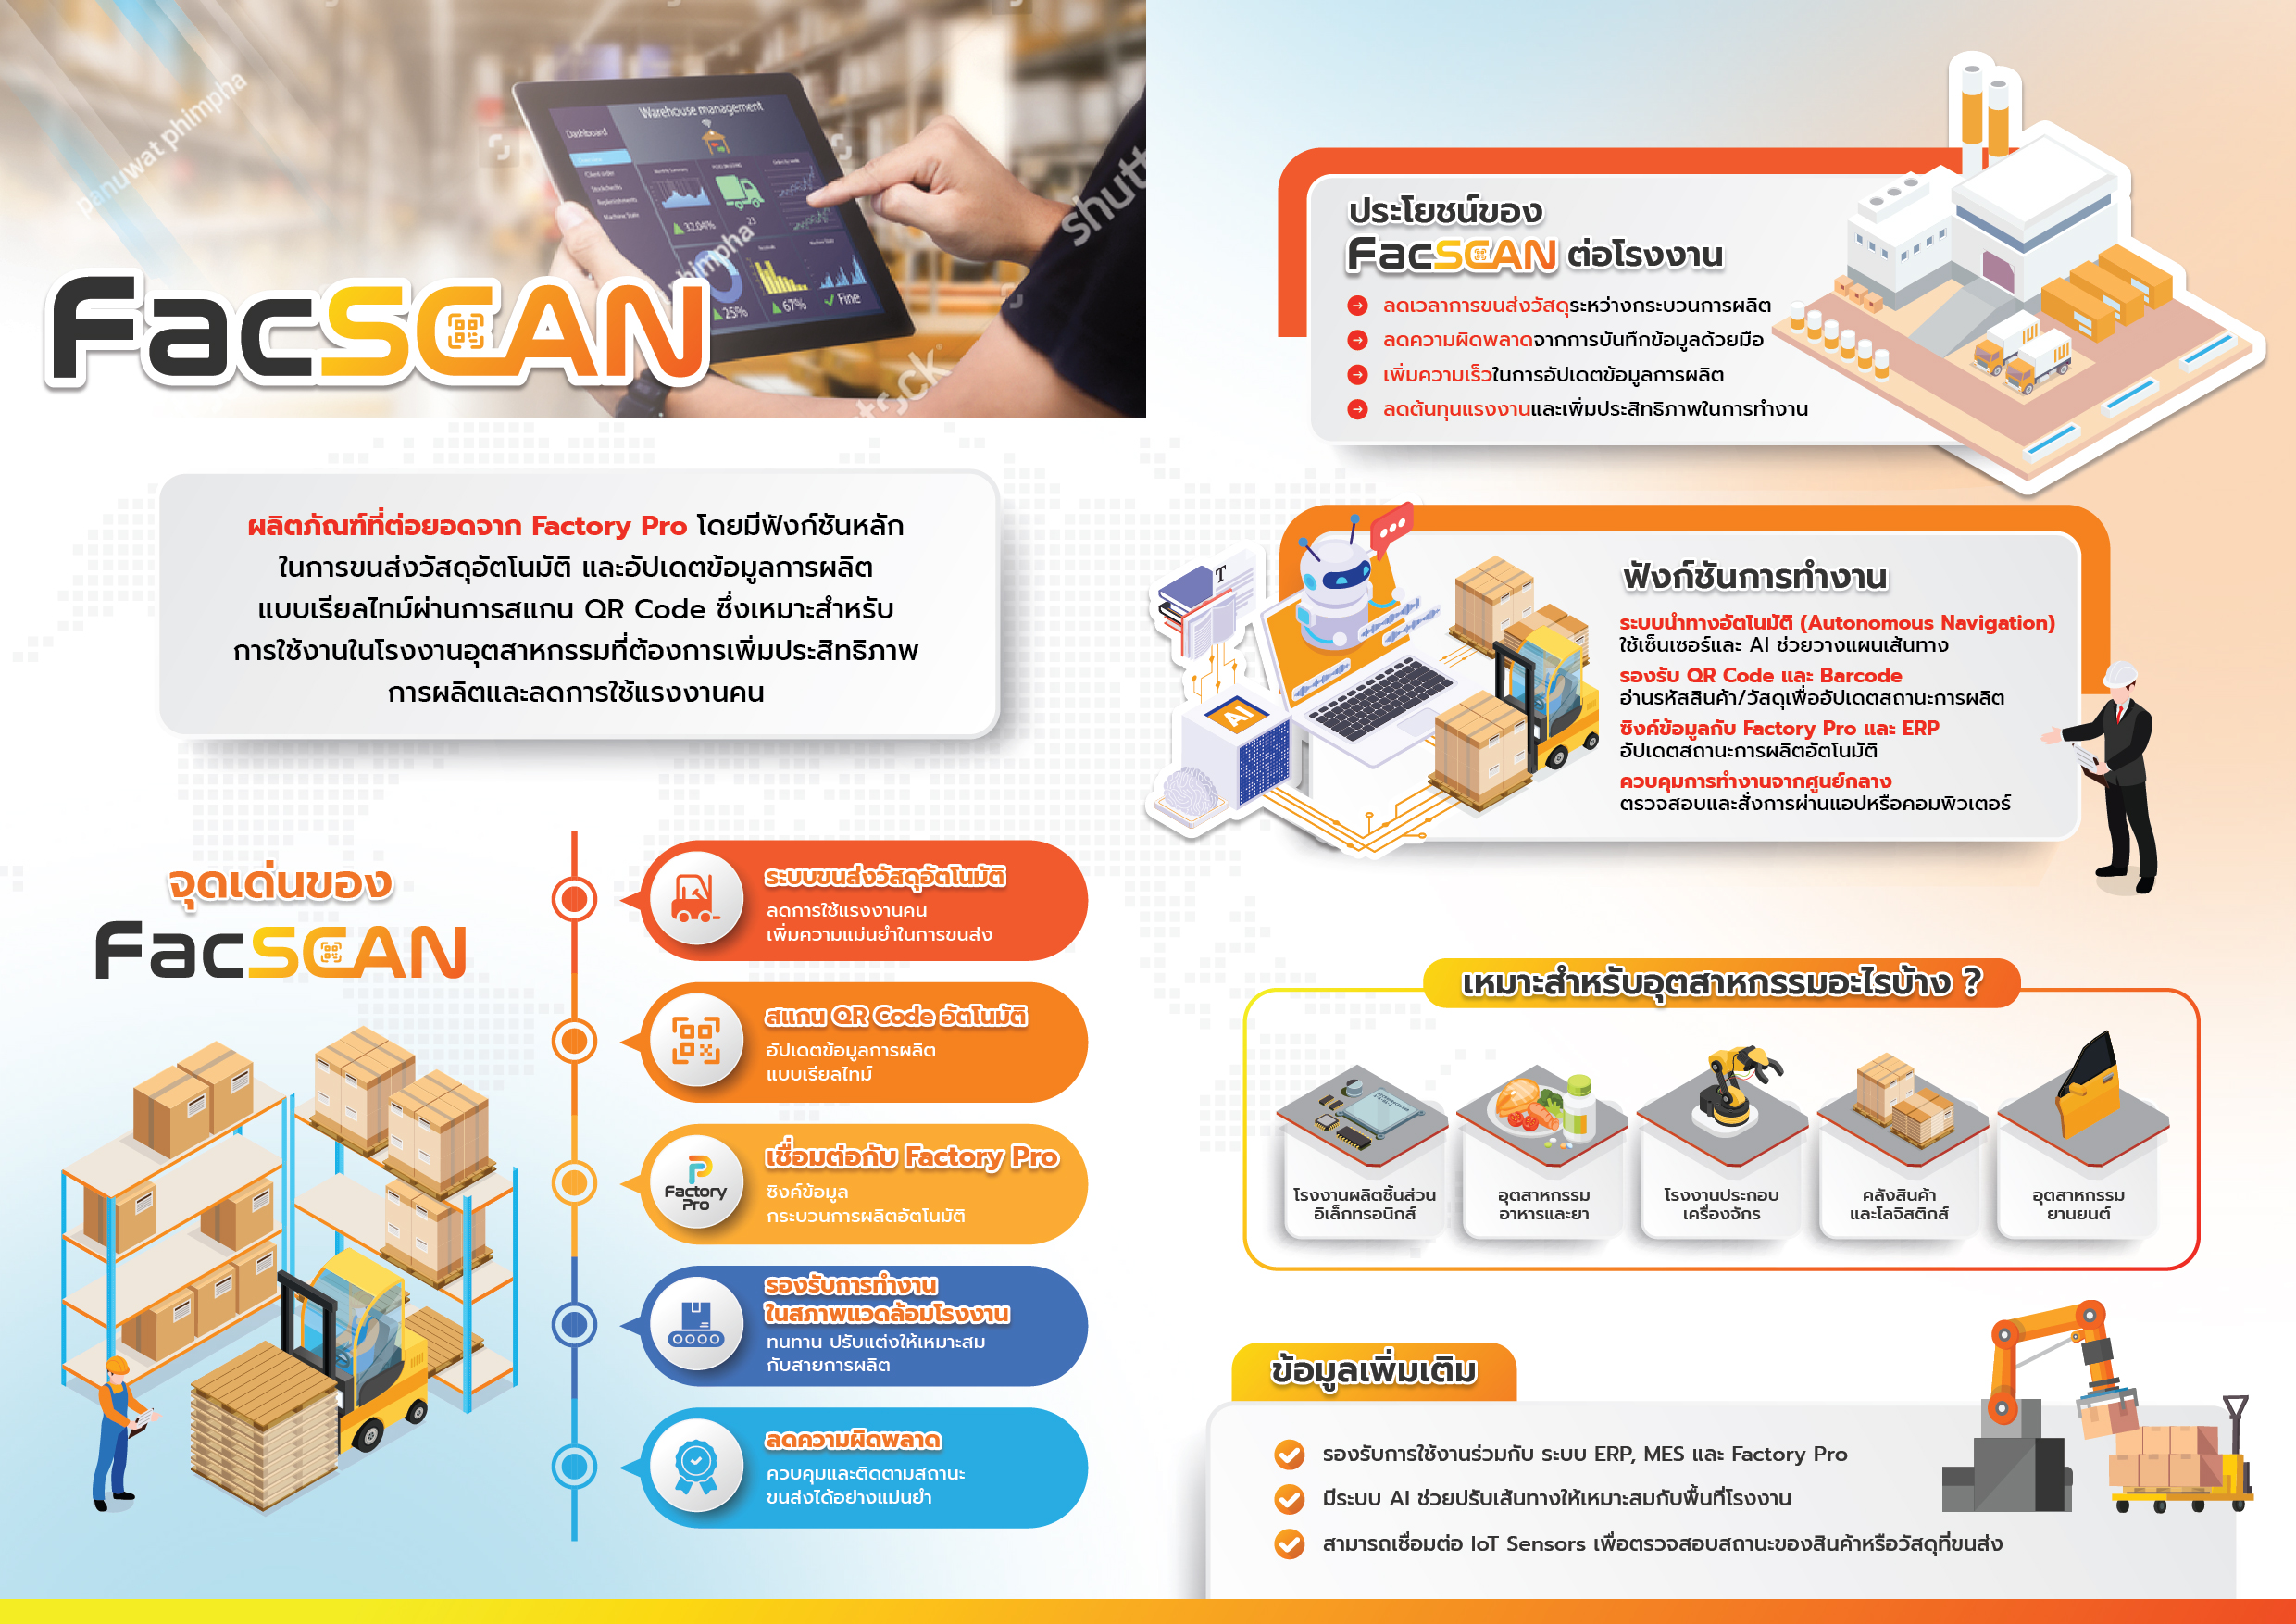 panuwat phimpha
Warehouse management
Dashboard
Client order
Stockchecks
Replenishments
Machine Stats
Monthly Summary
Orders by week
32.04%
23
25%
67%
Fine
phimpha
shutt
FacSCAN
ผลิตภัณฑ์ที่ต่อยอดจาก Factory Pro โดยมีฟังก์ชันหลัก
ในการขนส่งวัสดุอัตโนมัติ และอัปเดตข้อมูลการผลิต
แบบเรียลไทม์ผ่านการสแกน QR Code ซึ่งเหมาะสำหรับ
การใช้งานในโรงงานอุตสาหกรรมที่ต้องการเพิ่มประสิทธิภาพ
การผลิตและลดการใช้แรงงานคน
จุดเด่นของ
FacSCAN
ระบบขนส่งวัสดุอัตโนมัติ
ลดการใช้แรงงานคน
เพิ่มความแม่นยำในการขนส่ง
สแกน QR Code อัตโนมัติ
อัปเดตข้อมูลการผลิต
แบบเรียลไทม์
Factory
Pro
เชื่อมต่อกับ Factory Pro
ซิงค์ข้อมูล
กระบวนการผลิตอัตโนมัติ
รองรับการทำงาน
ในสภาพแวดล้อมโรงงาน
ทนทาน ปรับแต่งให้เหมาะสม
กับสายการผลิต
ลดความผิดพลาด
ควบคุมและติดตามสถานะ
ขนส่งได้อย่างแม่นยำ
ประโยชน์ของ
FacSCAN ต่อโรงงาน
ลดเวลาการขนส่งวัสดุระหว่างกระบวนการผลิต
ลดความผิดพลาดจากการบันทึกข้อมูลด้วยมือ
เพิ่มความเร็วในการอัปเดตข้อมูลการผลิต
ลดต้นทุนแรงงานและเพิ่มประสิทธิภาพในการทำงาน
T
AI
ฟังก์ชันการทำงาน
ระบบนำทางอัตโนมัติ (Autonomous Navigation)
ใช้เซ็นเซอร์และ AI ช่วยวางแผนเส้นทาง
รองรับ QR Code และ Barcode
อ่านรหัสสินค้า/วัสดุเพื่ออัปเดตสถานะการผลิต
ซิงค์ข้อมูลกับ Factory Pro และ ERP
อัปเดตสถานะการผลิตอัตโนมัติ
ควบคุมการทำงานจากศูนย์กลาง
ตรวจสอบและสั่งการผ่านแอปหรือคอมพิวเตอร์
เหมาะสำหรับอุตสาหกรรมอะไรบ้าง ?
โรงงานผลิตชิ้นส่วน
อิเล็กทรอนิกส์
อุตสาหกรรม
อาหารและยา
โรงงานประกอบ
เครื่องจักร
คลังสินค้า
และโลจิสติกส์
อุตสาหกรรม
ยานยนต์
ข้อมูลเพิ่มเติม
รองรับการใช้งานร่วมกับ ระบบ ERP, MES และ Factory Pro
มีระบบ AI ช่วยปรับเส้นทางให้เหมาะสมกับพื้นที่โรงงาน
สามารถเชื่อมต่อ IoT Sensors เพื่อตรวจสอบสถานะของสินค้าหรือวัสดุที่ขนส่ง